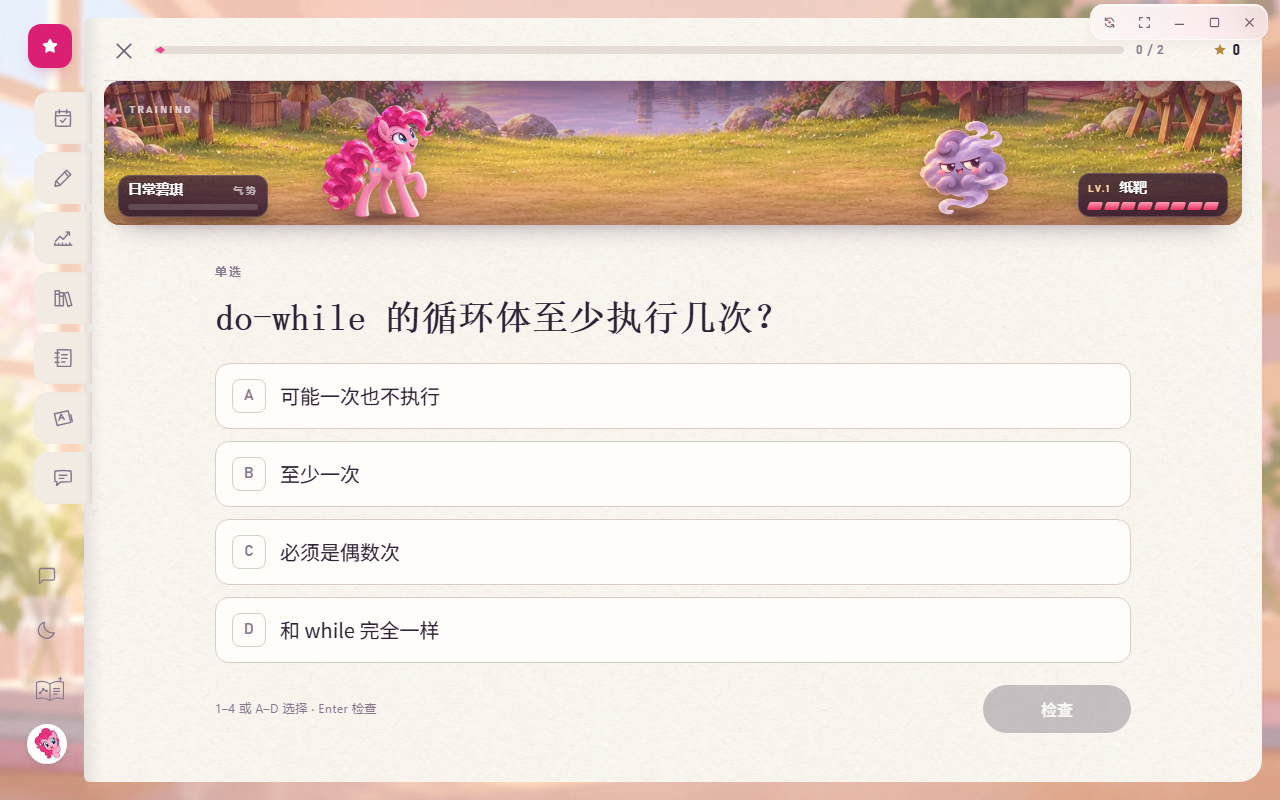 0 / 2
0
TRAINING
日常碧琪
气势
LV.1 纸靶
单选
do-while 的循环体至少执行几次？
A 可能一次也不执行
B 至少一次
C 必须是偶数次
D 和 while 完全一样
1–4 或 A–D 选择 · Enter 检查
检查